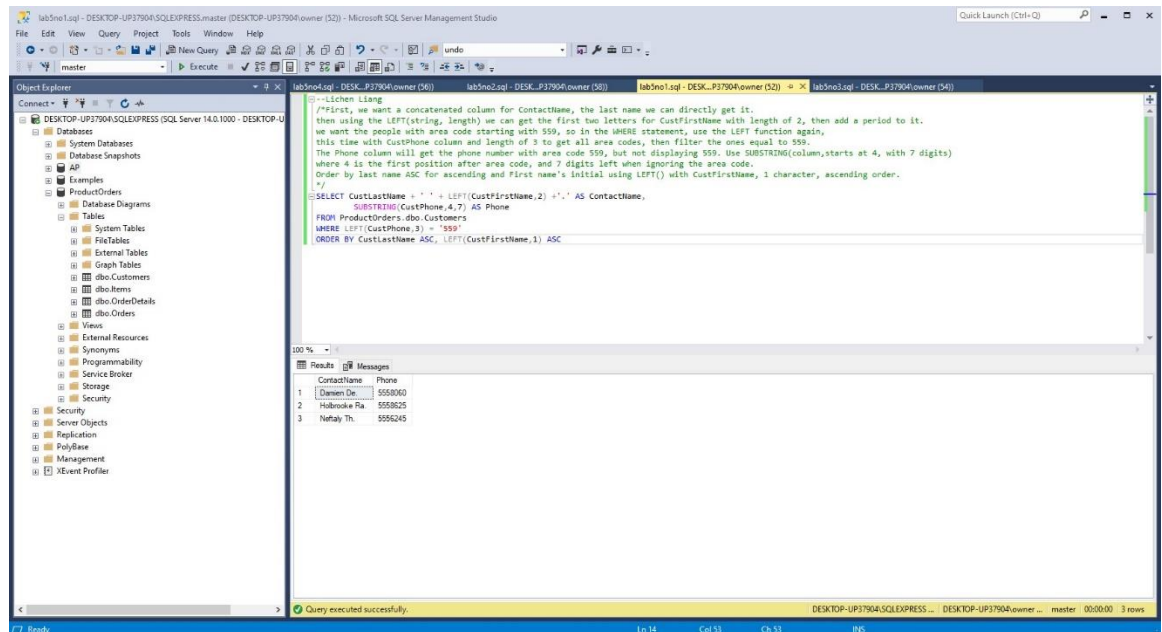 lab5no1.sql - DESKTOP-UP37904\SQLEXPRESS.master (DESKTOP-UP37904\owner (52)) - Microsoft SQL Server Management Studio
Quick Launch (Ctrl+Q)
File Edit View Query Project Tools Window Help
New Query undo
master Execute
Object Explorer
Connect
DESKTOP-UP37904\SQLEXPRESS (SQL Server 14.0.1000 - DESKTOP-U
Databases
System Databases
Database Snapshots
AP
Examples
ProductOrders
Database Diagrams
Tables
System Tables
FileTables
External Tables
Graph Tables
dbo.Customers
dbo.Items
dbo.OrderDetails
dbo.Orders
Views
External Resources
Synonyms
Programmability
Service Broker
Storage
Security
Security
Server Objects
Replication
PolyBase
Management
XEvent Profiler
lab5no4.sql - DESK...P37904\owner (56)) lab5no2.sql - DESK...P37904\owner (58)) lab5no1.sql - DESK...P37904\owner (52)) lab5no3.sql - DESK...P37904\owner (54))
--Lichen Liang
/*First, we want a concatenated column for ContactName, the last name we can directly get it.
then using the LEFT(string, length) we can get the first two letters for CustFirstName with length of 2, then add a period to it.
we want the people with area code starting with 559, so in the WHERE statement, use the LEFT function again,
this time with CustPhone column and length of 3 to get all area codes, then filter the ones equal to 559.
The Phone column will get the phone number with area code 559, but not displaying 559. Use SUBSTRING(column,starts at 4, with 7 digits)
where 4 is the first position after area code, and 7 digits left when ignoring the area code.
Order by last name ASC for ascending and First name's initial using LEFT() with CustFirstName, 1 character, ascending order.
*/
SELECT CustLastName + ' ' + LEFT(CustFirstName,2) +'.' AS ContactName,
SUBSTRING(CustPhone,4,7) AS Phone
FROM ProductOrders.dbo.Customers
WHERE LEFT(CustPhone,3) = '559'
ORDER BY CustLastName ASC, LEFT(CustFirstName,1) ASC
100 %
Results Messages
ContactName Phone
1 Damien De. 5558060
2 Holbrooke Ra. 5558625
3 Neftaly Th. 5556245
Query executed successfully. DESKTOP-UP37904\SQLEXPRESS ... DESKTOP-UP37904\owner ... master 00:00:00 3 rows
Ready Ln 14 Col 53 Ch 53 INS